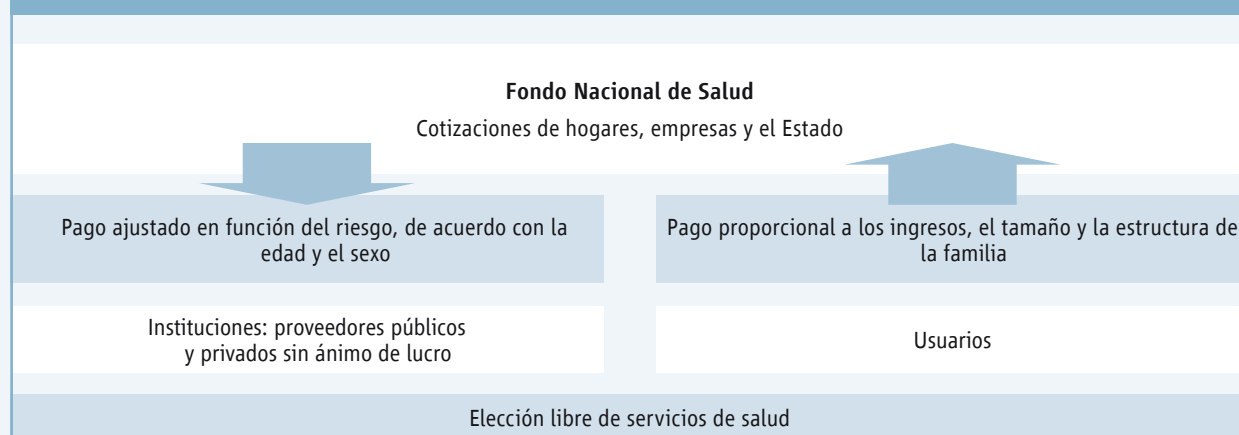 Fondo Nacional de Salud
Cotizaciones de hogares, empresas y el Estado
Pago ajustado en función del riesgo, de acuerdo con la
edad y el sexo
Pago proporcional a los ingresos, el tamaño y la estructura de
la familia
Instituciones: proveedores públicos
y privados sin ánimo de lucro
Usuarios
Elección libre de servicios de salud